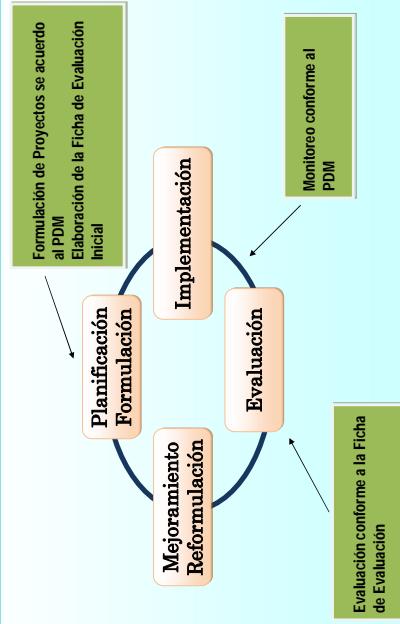 Formulación de Proyectos se acuerdo
al PDM
Elaboración de la Ficha de Evaluación
Inicial
Planificación
Formulación
Implementación
Monitoreo conforme al
PDM
Evaluación
Mejoramiento
Reformulación
Evaluación conforme a la Ficha
de Evaluación